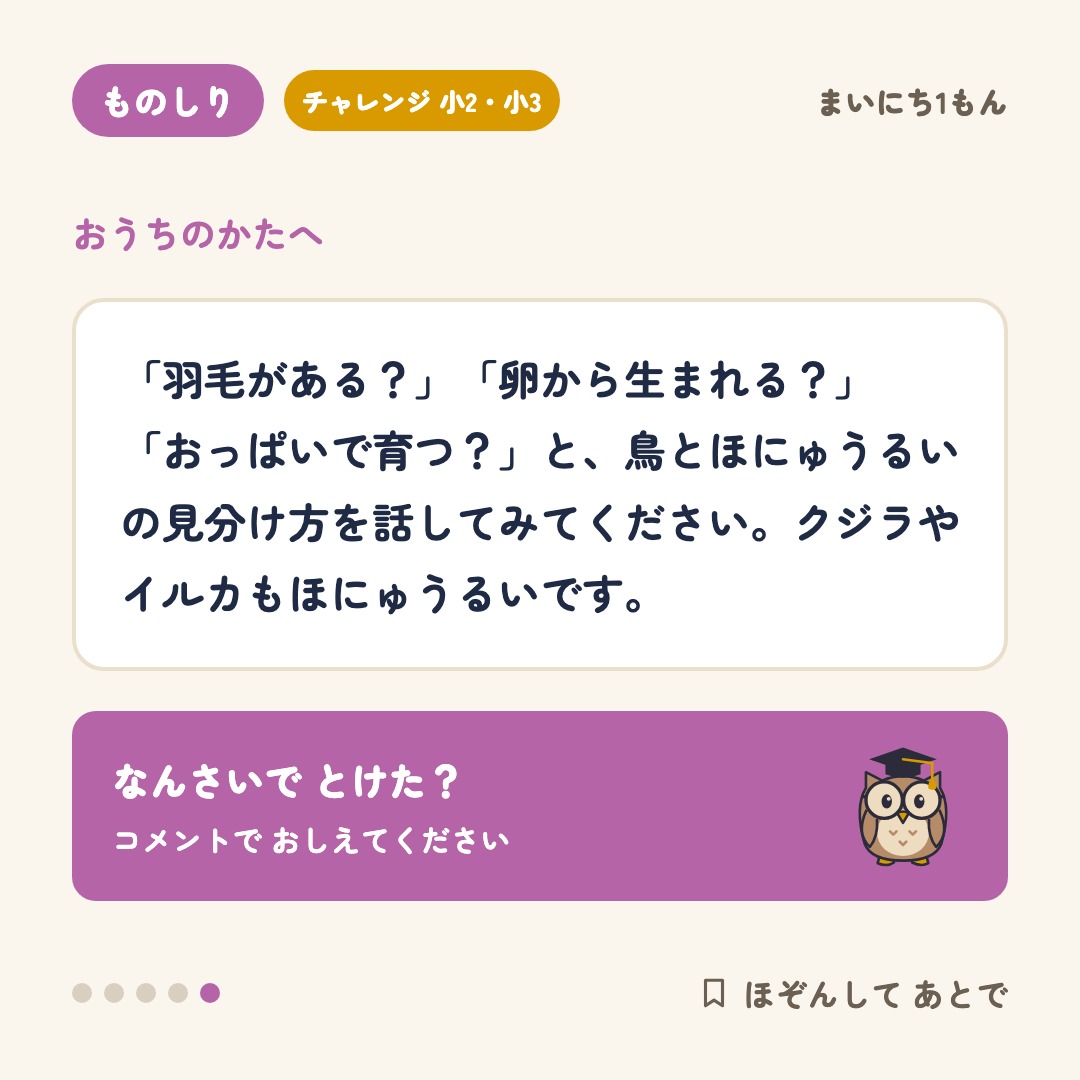 ものしり
チャレンジ 小2・小3
まいにち1もん
おうちのかたへ
「羽毛がある？」「卵から生まれる？」
「おっぱいで育つ？」と、鳥とほにゅうるい
の見分け方を話してみてください。クジラや
イルカもほにゅうるいです。
なんさいで とけた？
コメントで おしえてください
ほぞんして あとで